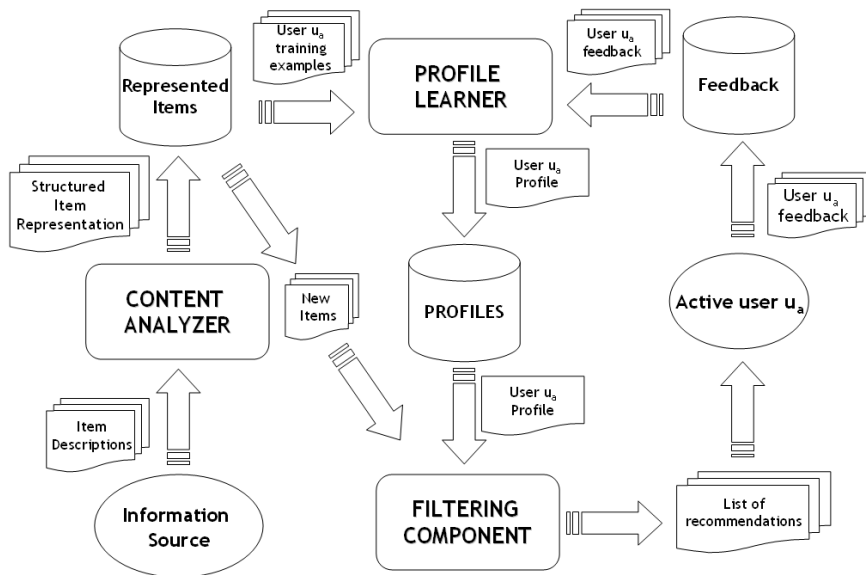 User uₐ
training
examples
User uₐ
feedback
Represented
Items
PROFILE
LEARNER
Feedback
Structured
Item
Representation
User uₐ
Profile
User uₐ
feedback
CONTENT
ANALYZER
New
Items
PROFILES
Active user uₐ
Item
Descriptions
User uₐ
Profile
Information
Source
FILTERING
COMPONENT
List of
recommendations